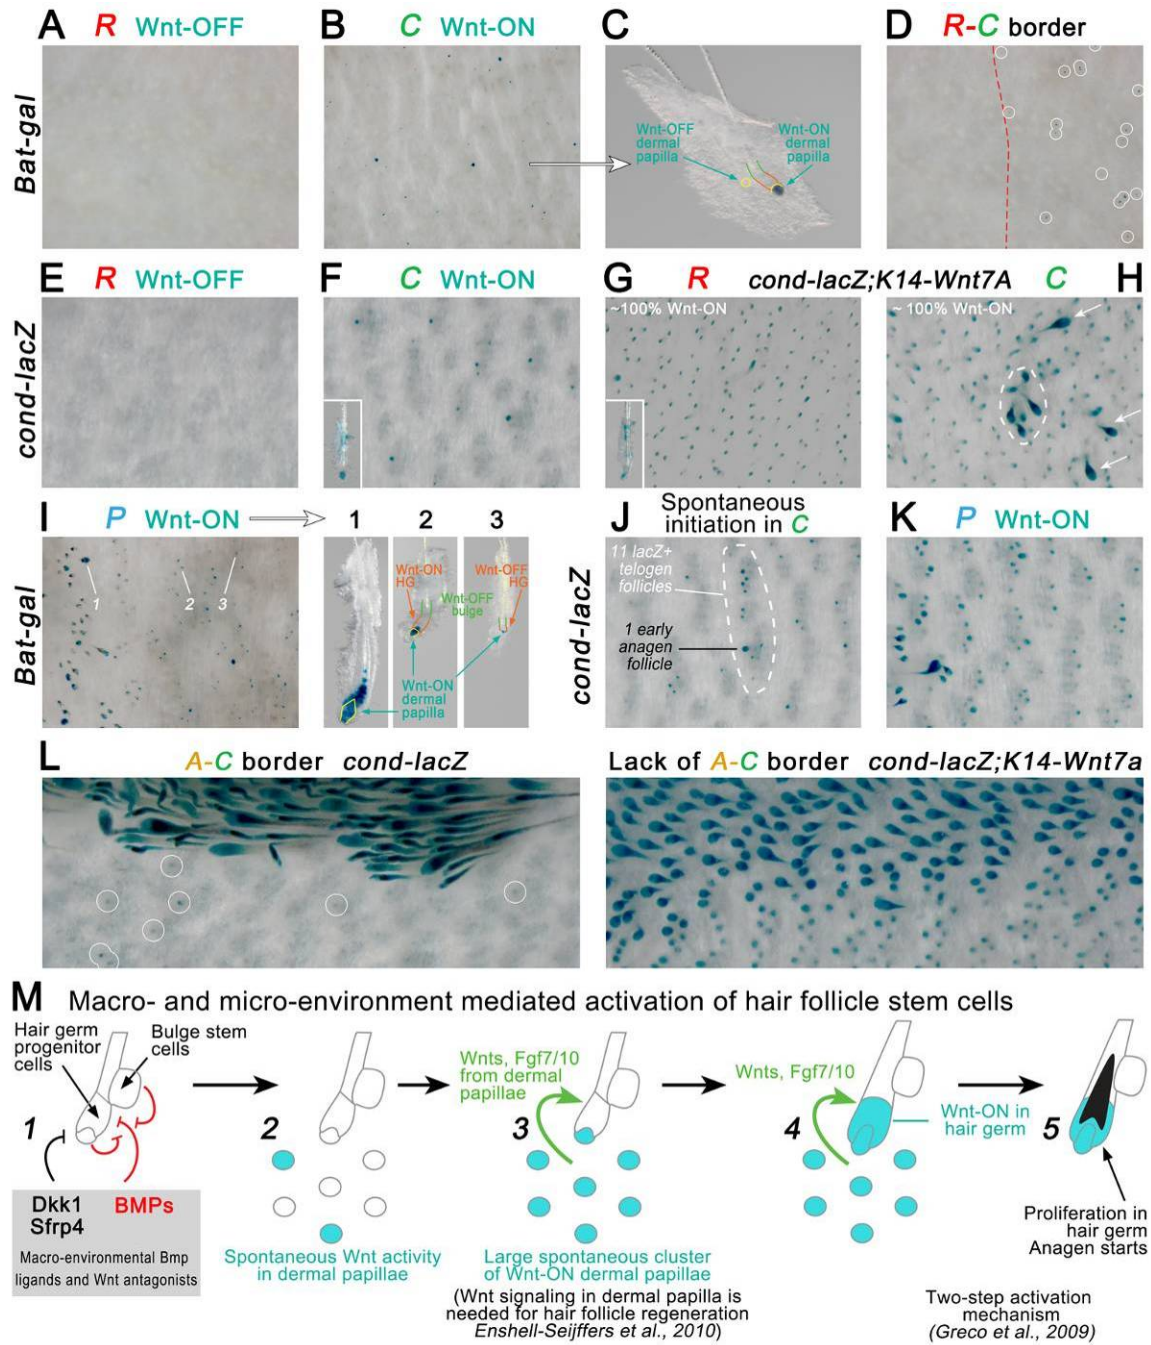 A R Wnt-OFF
B C Wnt-ON
C
D R-C border
Bat-gal
Wnt-OFF
dermal
papilla
Wnt-ON
dermal
papilla
E R Wnt-OFF
F C Wnt-ON
G R cond-lacZ;K14-Wnt7A C H
cond-lacZ
~100% Wnt-ON
~ 100% Wnt-ON
I P Wnt-ON
1 2 3
J Spontaneous
initiation in C
K P Wnt-ON
Bat-gal
1 2 3
Wnt-ON
HG
Wnt-OFF
HG
Wnt-OFF
bulge
Wnt-ON
dermal
papilla
cond-lacZ
11 lacZ+
telogen
follicles
1 early
anagen
follicle
L A-C border cond-lacZ
Lack of A-C border cond-lacZ;K14-Wnt7a
M Macro- and micro-environment mediated activation of hair follicle stem cells
Hair germ
progenitor
cells
Bulge stem
cells
1
Dkk1
Sfrp4
BMPs
Macro-environmental Bmp
ligands and Wnt antagonists
2
Spontaneous Wnt activity
in dermal papillae
Wnts, Fgf7/10
from dermal
papillae
3
Large spontaneous cluster
of Wnt-ON dermal papillae
(Wnt signaling in dermal papilla is
needed for hair follicle regeneration
Enshell-Seijffers et al., 2010)
Wnts, Fgf7/10
4
Wnt-ON in
hair germ
5
Proliferation in
hair germ
Anagen starts
Two-step activation
mechanism
(Greco et al., 2009)